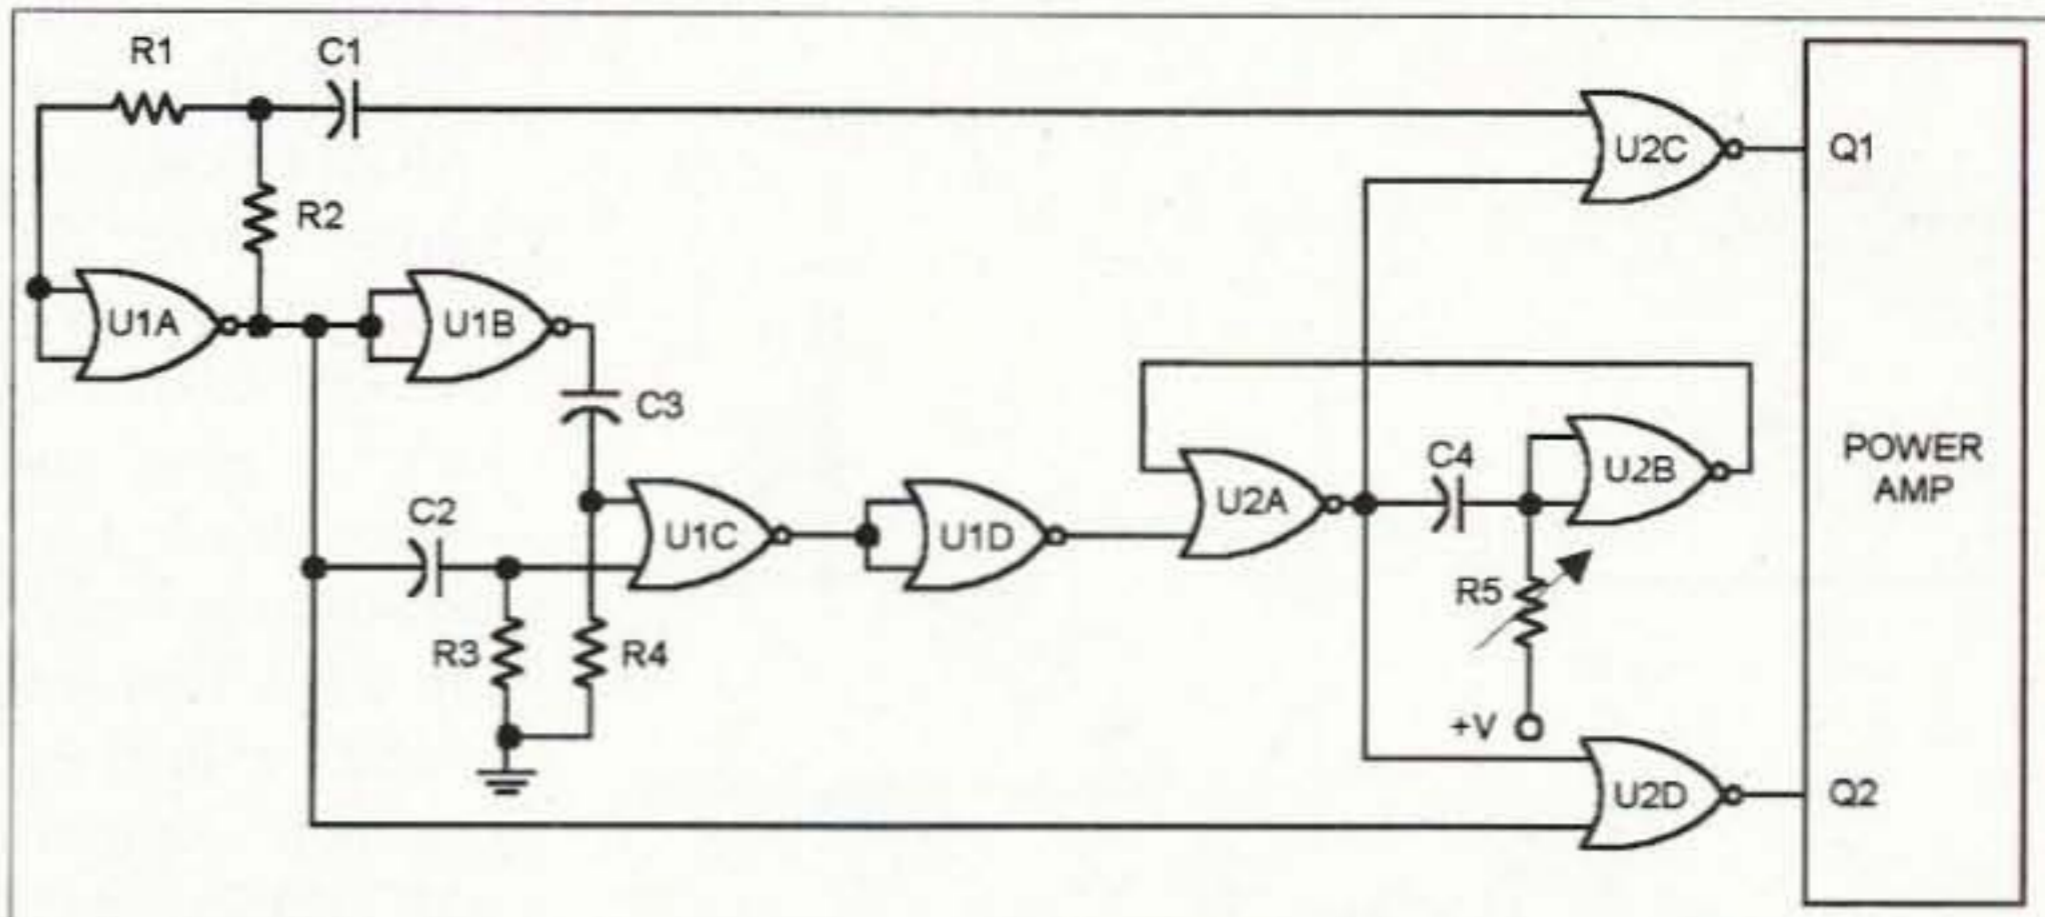 R1
C1
R2
U1A
U1B
C3
C2
R3
R4
U1C
U1D
U2A
C4
U2B
R5
+V
U2C
U2D
Q1
POWER
AMP
Q2